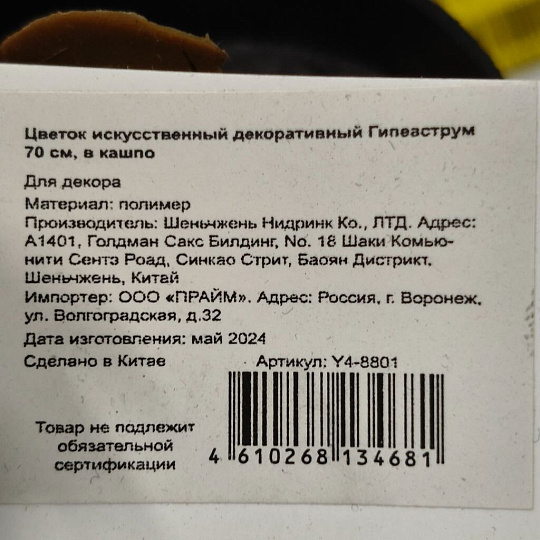 Цветок искусственный декоративный Гипеаструм
70 см, в кашпо
Для декора
Материал: полимер
Производитель: Шеньчжень Нидринк Ко., ЛТД. Адрес:
А1401, Голдман Сакс Билдинг, No. 18 Шаки Комью-
нити Сентэ Роад, Синкао Стрит, Баоян Дистрикт,
Шеньчжень, Китай
Импортер: ООО «ПРАЙМ». Адрес: Россия, г. Воронеж,
ул. Волгоградская, д.32
Дата изготовления: май 2024
Сделано в Китае Артикул: Y4-8801
Товар не подлежит
обязательной
сертификации
4 610268 134681